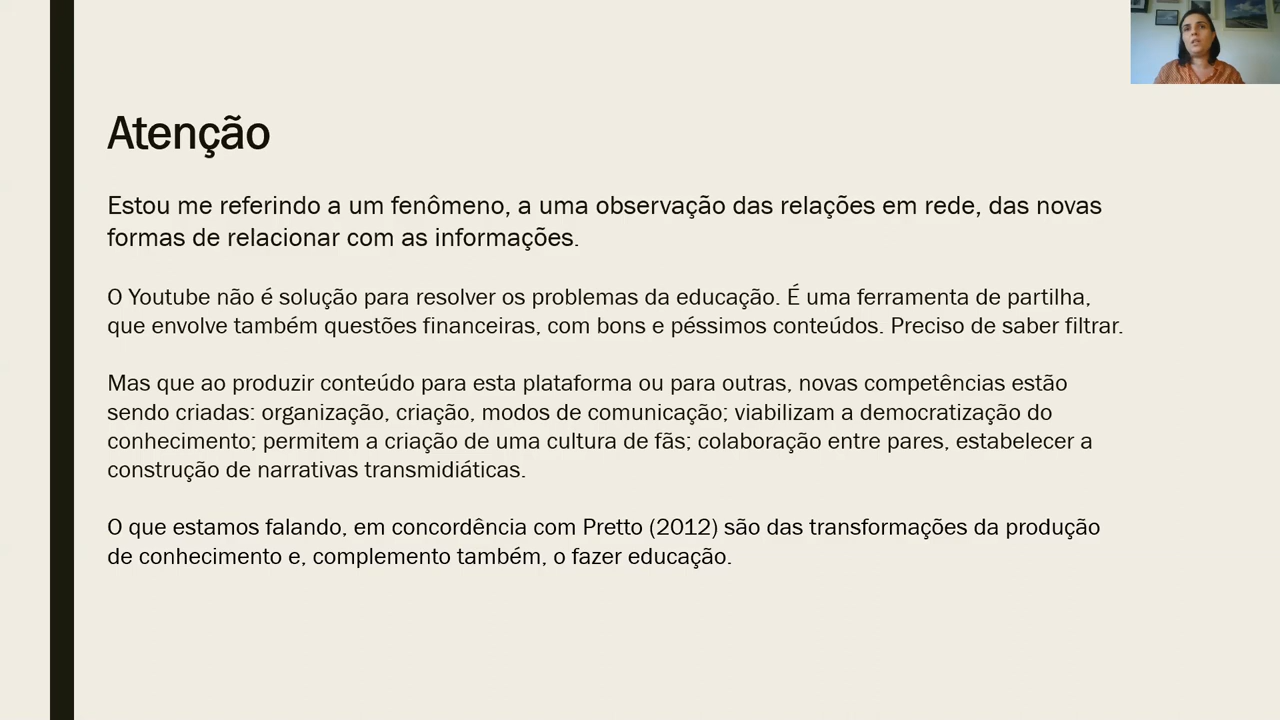 Atenção
Estou me referindo a um fenômeno, a uma observação das relações em rede, das novas
formas de relacionar com as informações.
O Youtube não é solução para resolver os problemas da educação. É uma ferramenta de partilha,
que envolve também questões financeiras, com bons e péssimos conteúdos. Preciso de saber filtrar.
Mas que ao produzir conteúdo para esta plataforma ou para outras, novas competências estão
sendo criadas: organização, criação, modos de comunicação; viabilizam a democratização do
conhecimento; permitem a criação de uma cultura de fãs; colaboração entre pares, estabelecer a
construção de narrativas transmidiáticas.
O que estamos falando, em concordência com Pretto (2012) são das transformações da produção
de conhecimento e, complemento também, o fazer educação.